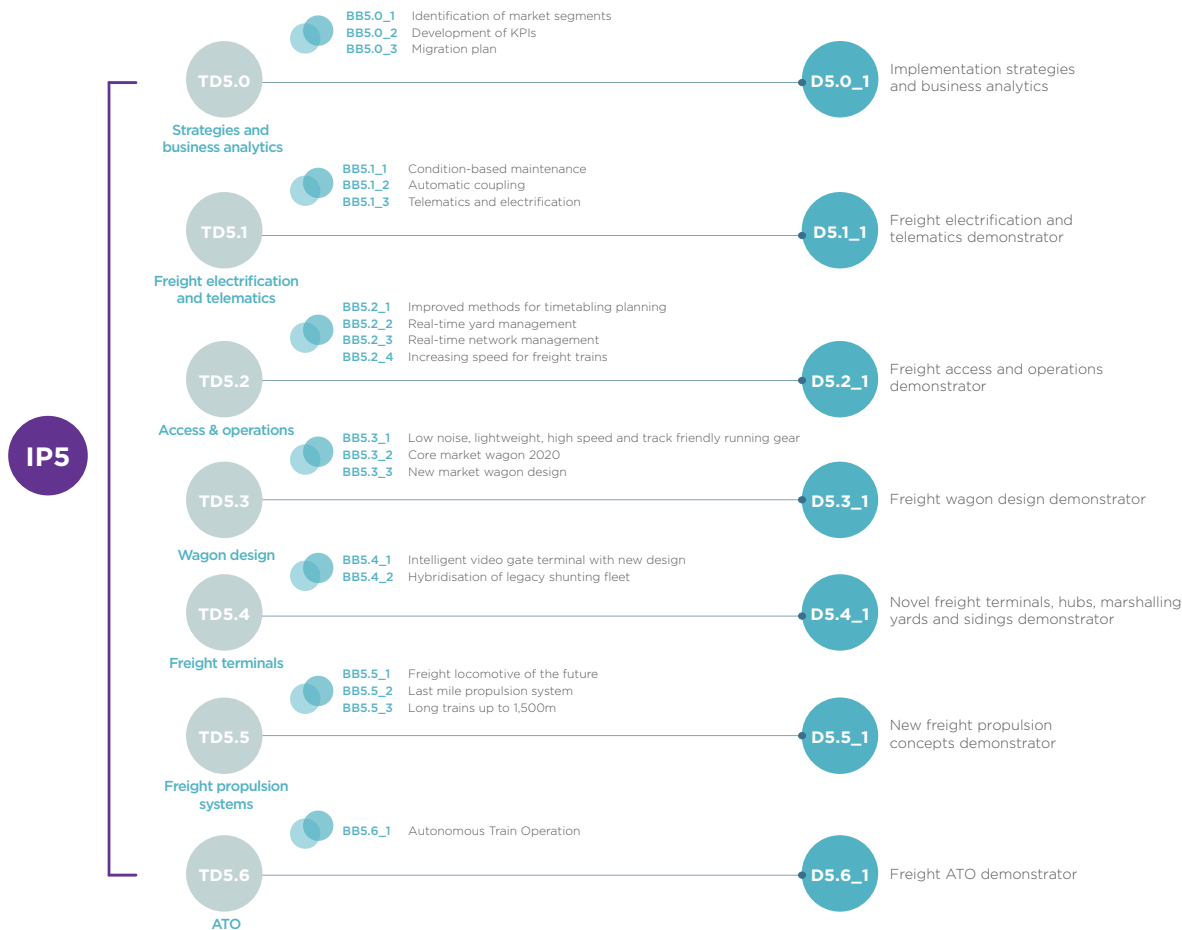 IP5
BB5.0_1 Identification of market segments
BB5.0_2 Development of KPIs
BB5.0_3 Migration plan
TD5.0
Strategies and
business analytics
D5.0_1
Implementation strategies
and business analytics
BB5.1_1 Condition-based maintenance
BB5.1_2 Automatic coupling
BB5.1_3 Telematics and electrification
TD5.1
Freight electrification
and telematics
D5.1_1
Freight electrification and
telematics demonstrator
BB5.2_1 Improved methods for timetabling planning
BB5.2_2 Real-time yard management
BB5.2_3 Real-time network management
BB5.2_4 Increasing speed for freight trains
TD5.2
Access & operations
D5.2_1
Freight access and operations
demonstrator
BB5.3_1 Low noise, lightweight, high speed and track friendly running gear
BB5.3_2 Core market wagon 2020
BB5.3_3 New market wagon design
TD5.3
Wagon design
D5.3_1
Freight wagon design demonstrator
BB5.4_1 Intelligent video gate terminal with new design
BB5.4_2 Hybridisation of legacy shunting fleet
TD5.4
Freight terminals
D5.4_1
Novel freight terminals, hubs, marshalling
yards and sidings demonstrator
BB5.5_1 Freight locomotive of the future
BB5.5_2 Last mile propulsion system
BB5.5_3 Long trains up to 1,500m
TD5.5
Freight propulsion
systems
D5.5_1
New freight propulsion
concepts demonstrator
BB5.6_1 Autonomous Train Operation
TD5.6
ATO
D5.6_1
Freight ATO demonstrator